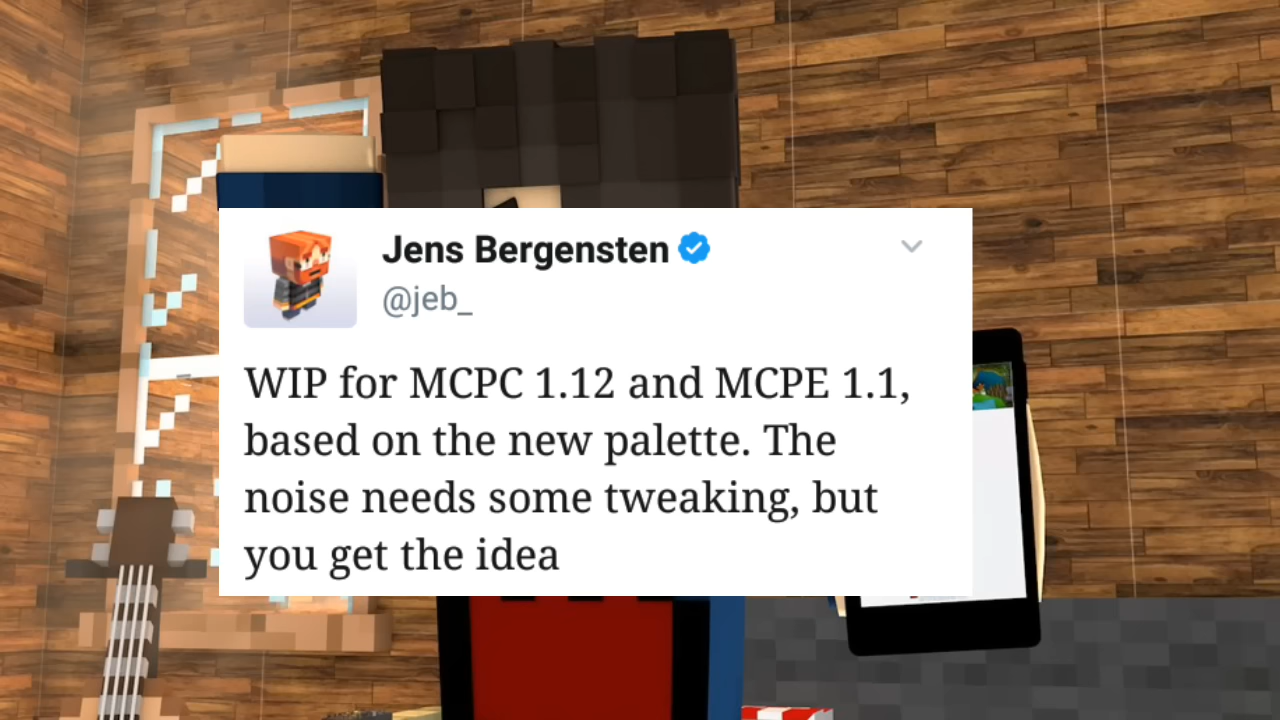 Jens Bergensten
@jeb_
WIP for MCPC 1.12 and MCPE 1.1,
based on the new palette. The
noise needs some tweaking, but
you get the idea